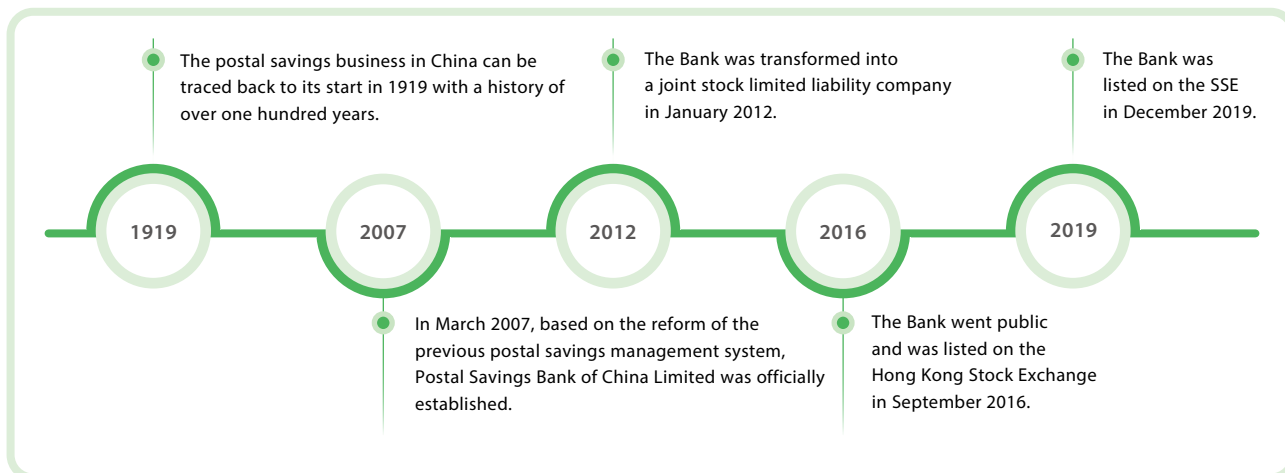 The postal savings business in China can be
traced back to its start in 1919 with a history of
over one hundred years.
The Bank was transformed into
a joint stock limited liability company
in January 2012.
The Bank was
listed on the SSE
in December 2019.
1919
2007
2012
2016
2019
In March 2007, based on the reform of the
previous postal savings management system,
Postal Savings Bank of China Limited was officially
established.
The Bank went public
and was listed on the
Hong Kong Stock Exchange
in September 2016.